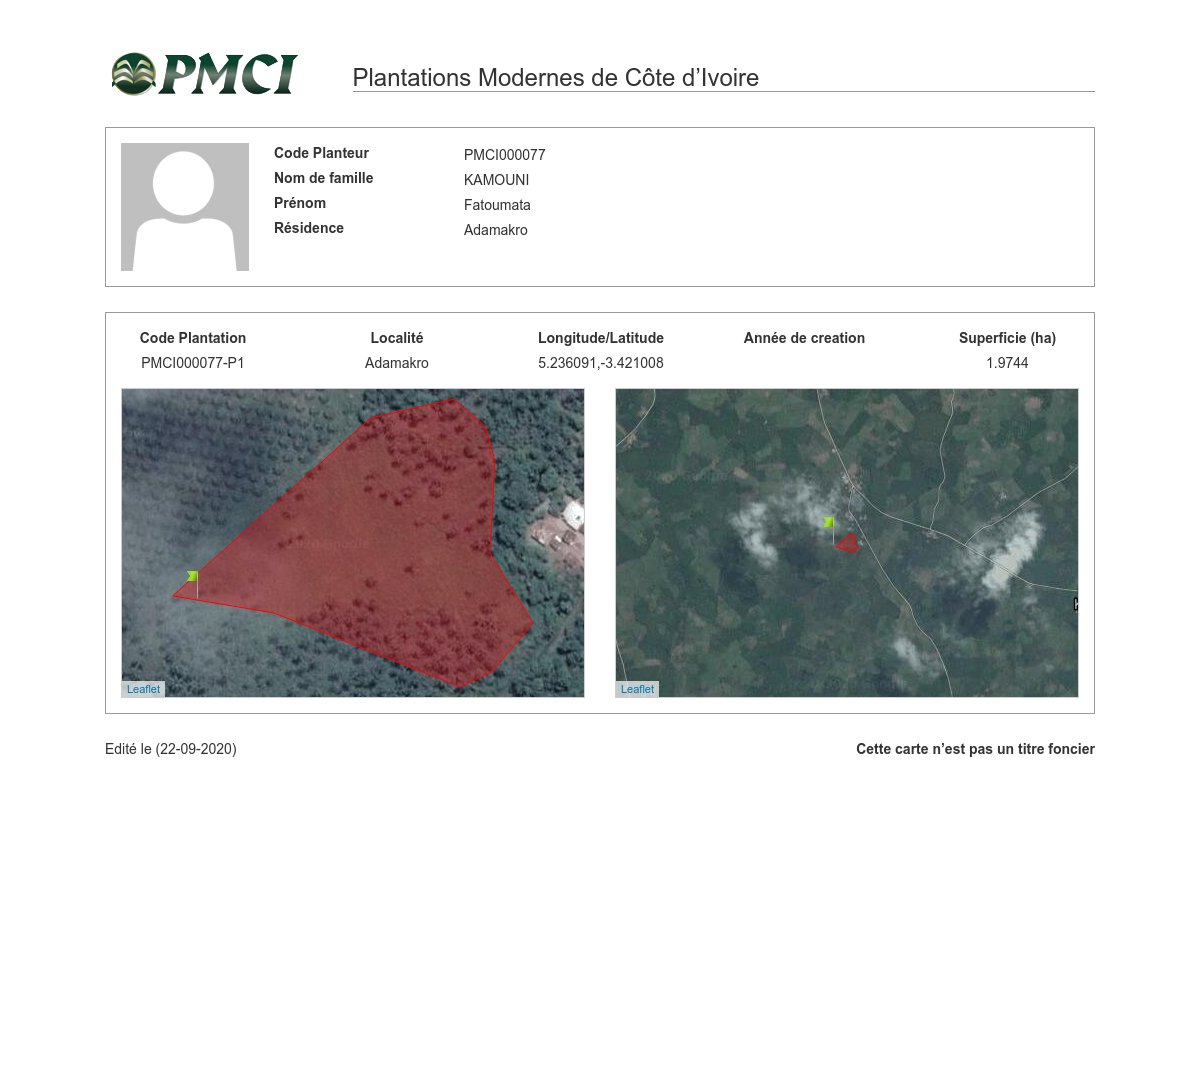 PMCI
Plantations Modernes de Côte d’Ivoire
Code Planteur PMCI000077
Nom de famille KAMOUNI
Prénom Fatoumata
Résidence Adamakro
Code Plantation Localité Longitude/Latitude Année de creation Superficie (ha)
PMCI000077-P1 Adamakro 5.236091,-3.421008 1.9744
Leaflet
Leaflet
Edité le (22-09-2020) Cette carte n’est pas un titre foncier